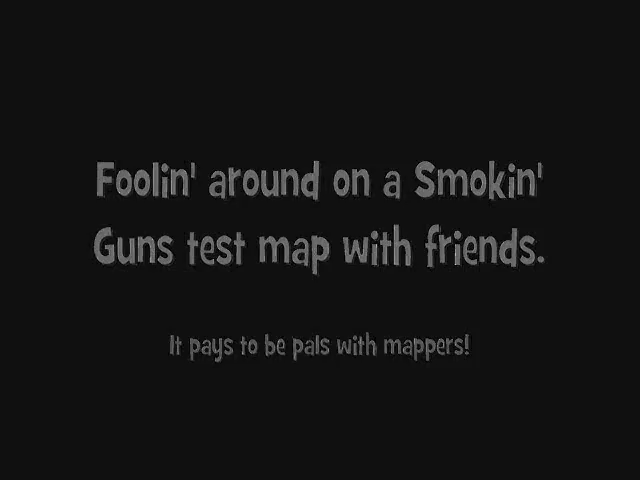 Foolin' around on a Smokin'
Guns test map with friends.
It pays to be pals with mappers!